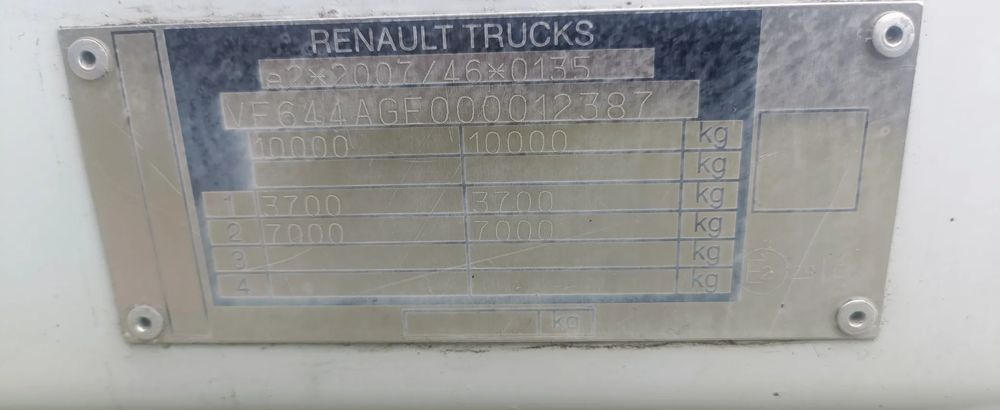 RENAULT TRUCKS
e2*2007/46*0135
VF644AGF000012387
10000 10000 kg
kg
1 3700 3700 kg
2 7000 7000 kg
3 kg
4 kg
kg